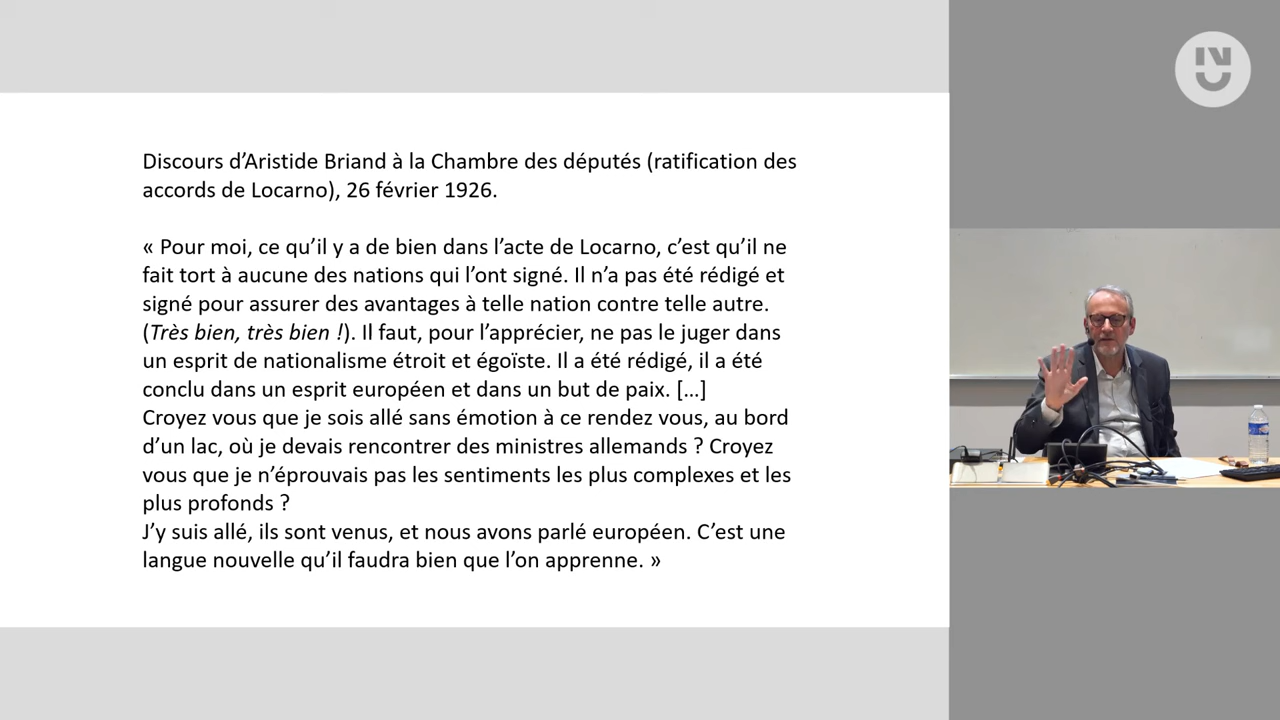 Discours d’Aristide Briand à la Chambre des députés (ratification des
accords de Locarno), 26 février 1926.
« Pour moi, ce qu’il y a de bien dans l’acte de Locarno, c’est qu’il ne
fait tort à aucune des nations qui l’ont signé. Il n’a pas été rédigé et
signé pour assurer des avantages à telle nation contre telle autre.
(Très bien, très bien !). Il faut, pour l’apprécier, ne pas le juger dans
un esprit de nationalisme étroit et égoïste. Il a été rédigé, il a été
conclu dans un esprit européen et dans un but de paix. […]
Croyez vous que je sois allé sans émotion à ce rendez vous, au bord
d’un lac, où je devais rencontrer des ministres allemands ? Croyez
vous que je n’éprouvais pas les sentiments les plus complexes et les
plus profonds ?
J’y suis allé, ils sont venus, et nous avons parlé européen. C’est une
langue nouvelle qu’il faudra bien que l’on apprenne. »